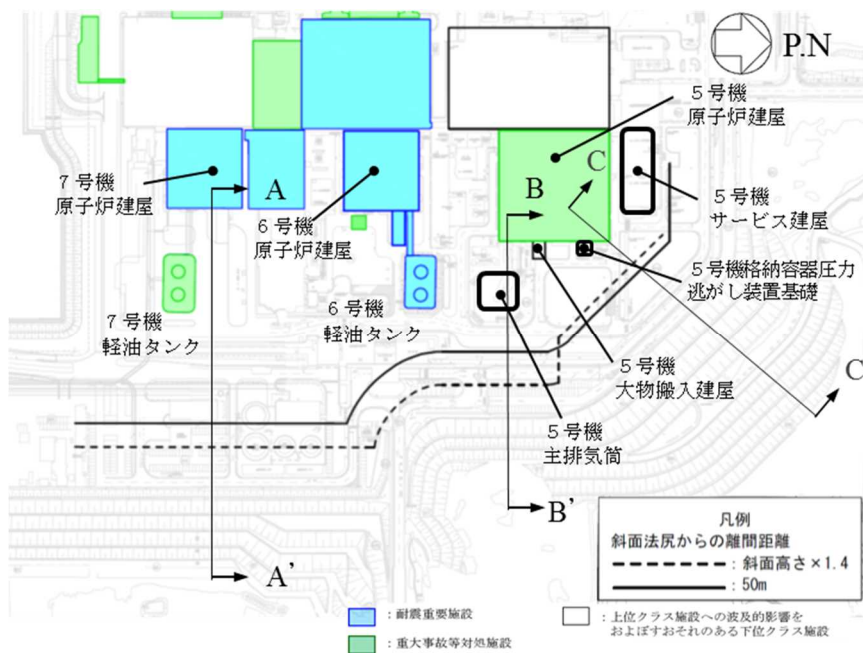 P.N
5号機
原子炉建屋
C
A
B
7号機
原子炉建屋
6号機
原子炉建屋
5号機
サービス建屋
5号機格納容器圧力
逃がし装置基礎
7号機
軽油タンク
6号機
軽油タンク
5号機
大物搬入建屋
C'
5号機
主排気筒
B'
A'
凡例
斜面法尻からの離間距離
：斜面高さ×1.4
：50m
：耐震重要施設
：重大事故等対処施設
：上位クラス施設への波及的影響を
およぼすおそれのある下位クラス施設